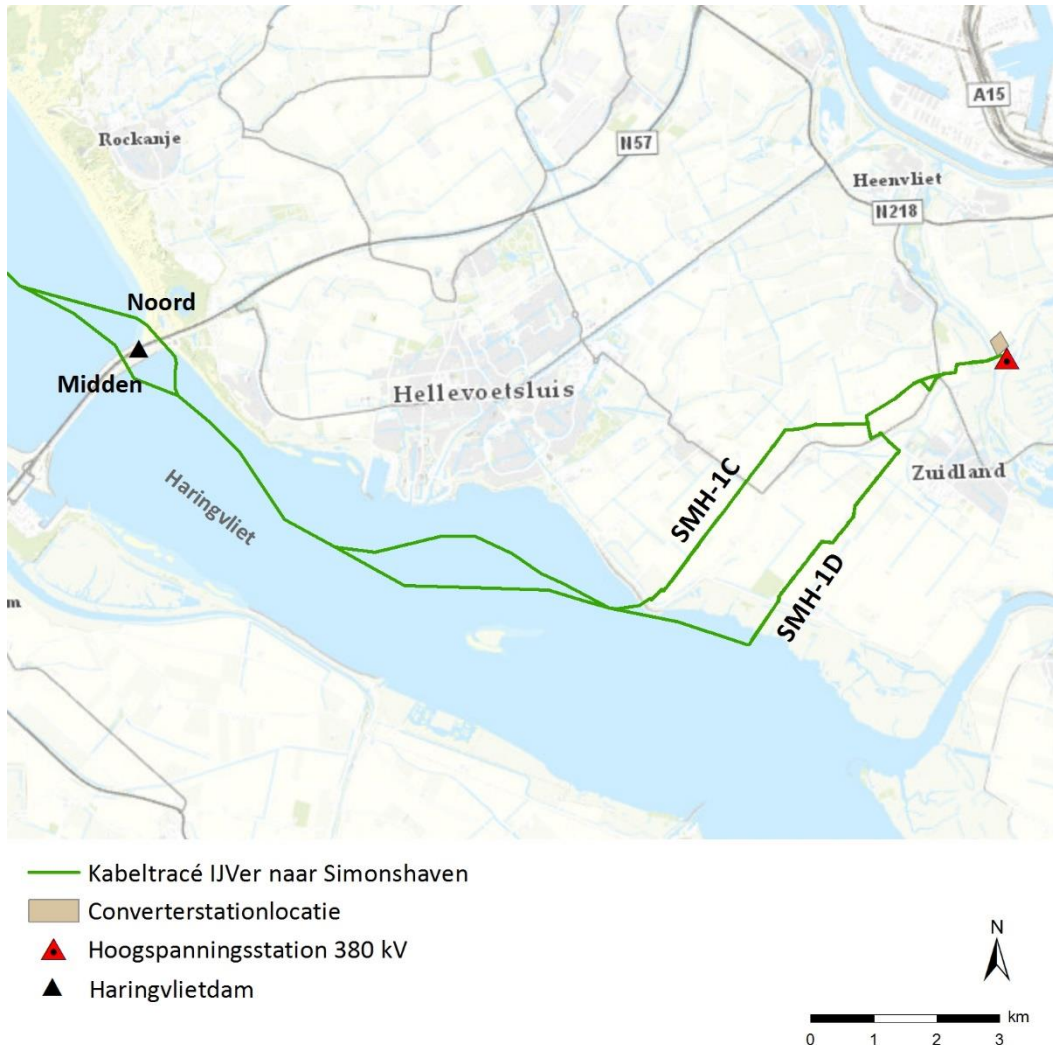 A15
Rockanje
N57
Heenvliet
N218
Noord
Midden
Hellevoetsluis
Haringvliet
SMH-1C
Zuidland
SMH-1D
m
Kabeltracé IJVer naar Simonshaven
Converterstationlocatie
Hoogspanningsstation 380 kV
Haringvlietdam
N
km
0 1 2 3